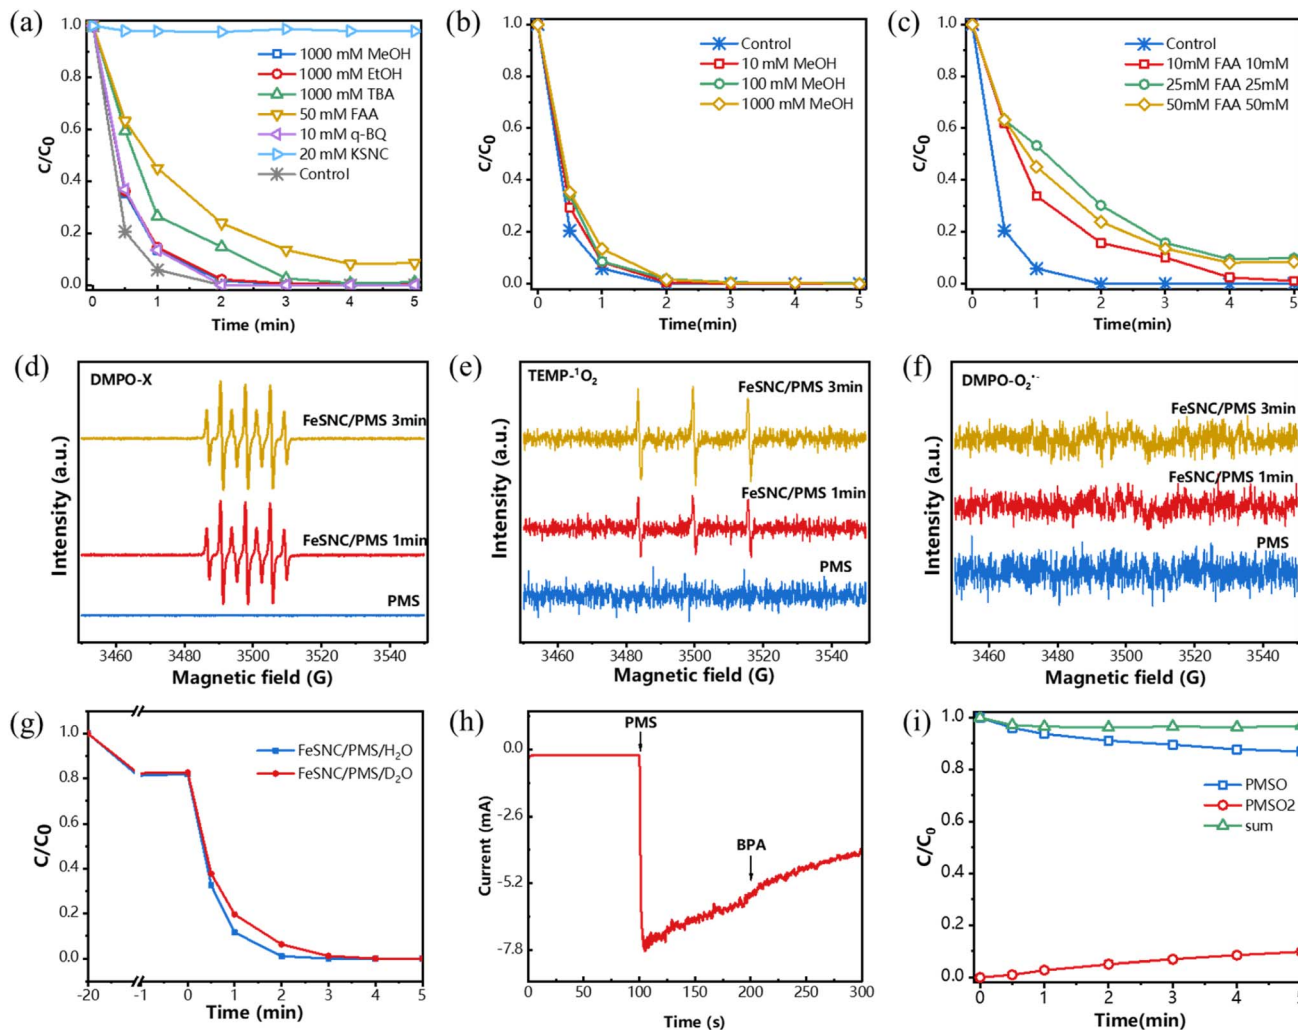 (a)
C/C0
1.0
0.8
0.6
0.4
0.2
0.0
1000 mM MeOH
1000 mM EtOH
1000 mM TBA
50 mM FAA
10 mM q-BQ
20 mM KSNC
Control
0 1 2 3 4 5
Time (min)
(b)
C/C0
1.0
0.8
0.6
0.4
0.2
0.0
Control
10 mM MeOH
100 mM MeOH
1000 mM MeOH
0 1 2 3 4 5
Time(min)
(c)
C/C0
1.0
0.8
0.6
0.4
0.2
0.0
Control
10mM FAA 10mM
25mM FAA 25mM
50mM FAA 50mM
0 1 2 3 4 5
Time(min)
(d)
DMPO-X
Intensity (a.u.)
FeSNC/PMS 3min
FeSNC/PMS 1min
PMS
3460 3480 3500 3520 3540
Magnetic field (G)
(e)
TEMP-¹O₂
Intensity (a.u.)
FeSNC/PMS 3min
FeSNC/PMS 1min
PMS
3460 3480 3500 3520 3540
Magnetic field (G)
(f)
DMPO-O₂˙⁻
Intensity (a.u.)
FeSNC/PMS 3min
FeSNC/PMS 1min
PMS
3460 3480 3500 3520 3540
Magnetic field (G)
(g)
C/C0
1.0
0.8
0.6
0.4
0.2
0.0
FeSNC/PMS/H₂O
FeSNC/PMS/D₂O
-20 -1 0 1 2 3 4 5
Time (min)
(h)
Current (mA)
0.0
-2.6
-5.2
-7.8
PMS
BPA
0 50 100 150 200 250 300
Time (s)
(i)
C/C₀
1.0
0.8
0.6
0.4
0.2
0.0
PMSO
PMSO2
sum
0 1 2 3 4 5
Time(min)